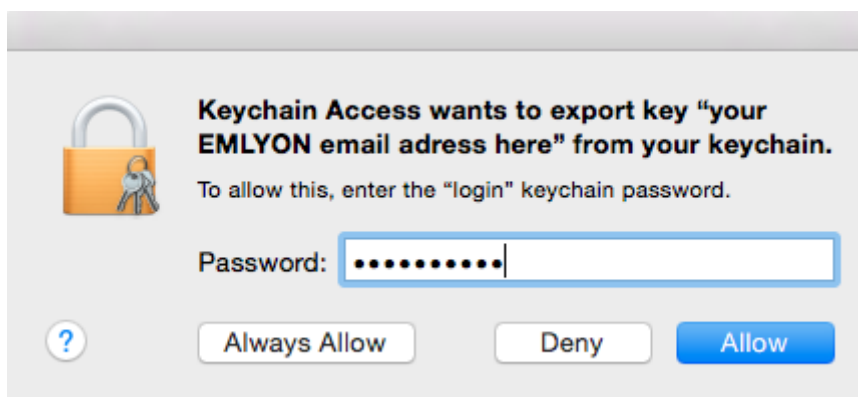 Keychain Access wants to export key “your
EMLYON email adress here” from your keychain.
To allow this, enter the “login” keychain password.
Password: ••••••••••
?
Always Allow
Deny
Allow